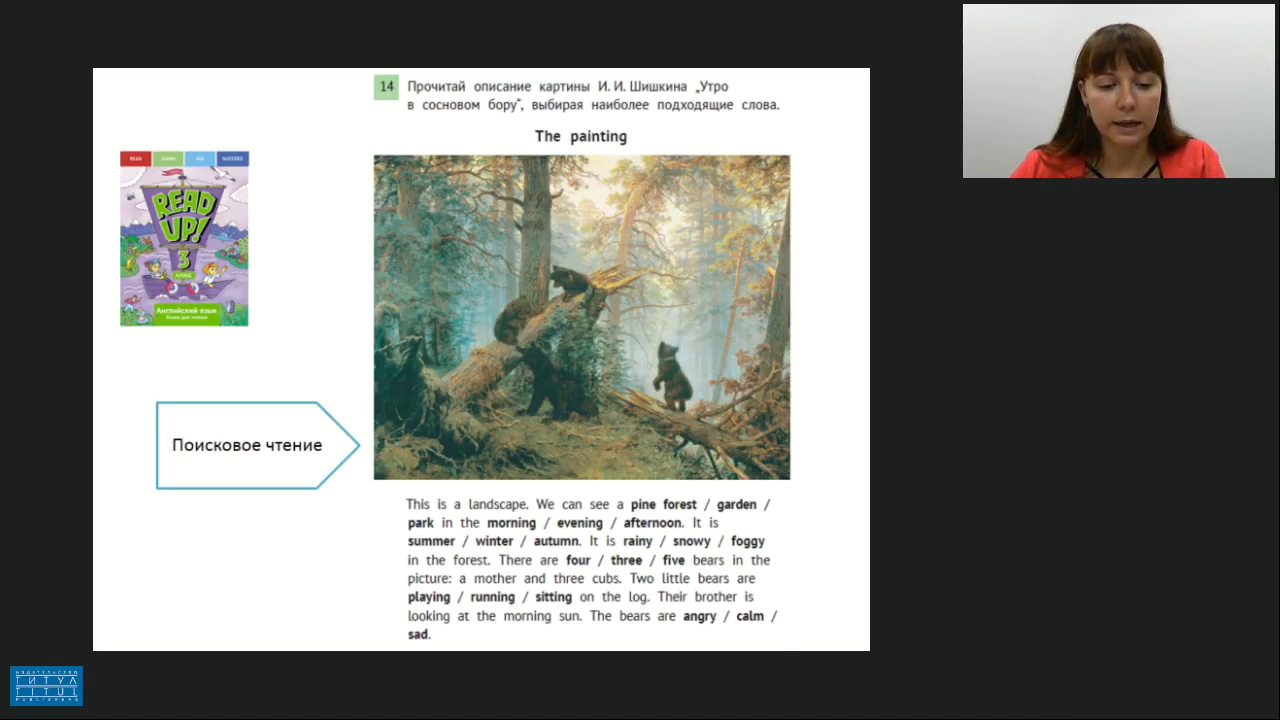 14 Прочитай описание картины И. И. Шишкина „Утро
в сосновом бору“, выбирая наиболее подходящие слова.
The painting
READ
SUCCEED
READ
UP!
3
КЛАСС
Английский язык
Книга для чтения
Поисковое чтение
This is a landscape. We can see a pine forest / garden /
park in the morning / evening / afternoon. It is
summer / winter / autumn. It is rainy / snowy / foggy
in the forest. There are four / three / five bears in the
picture: a mother and three cubs. Two little bears are
playing / running / sitting on the log. Their brother is
looking at the morning sun. The bears are angry / calm /
sad.
ИЗДАТЕЛЬСТВО
ТИТУЛ
TITUL
PUBLISHERS